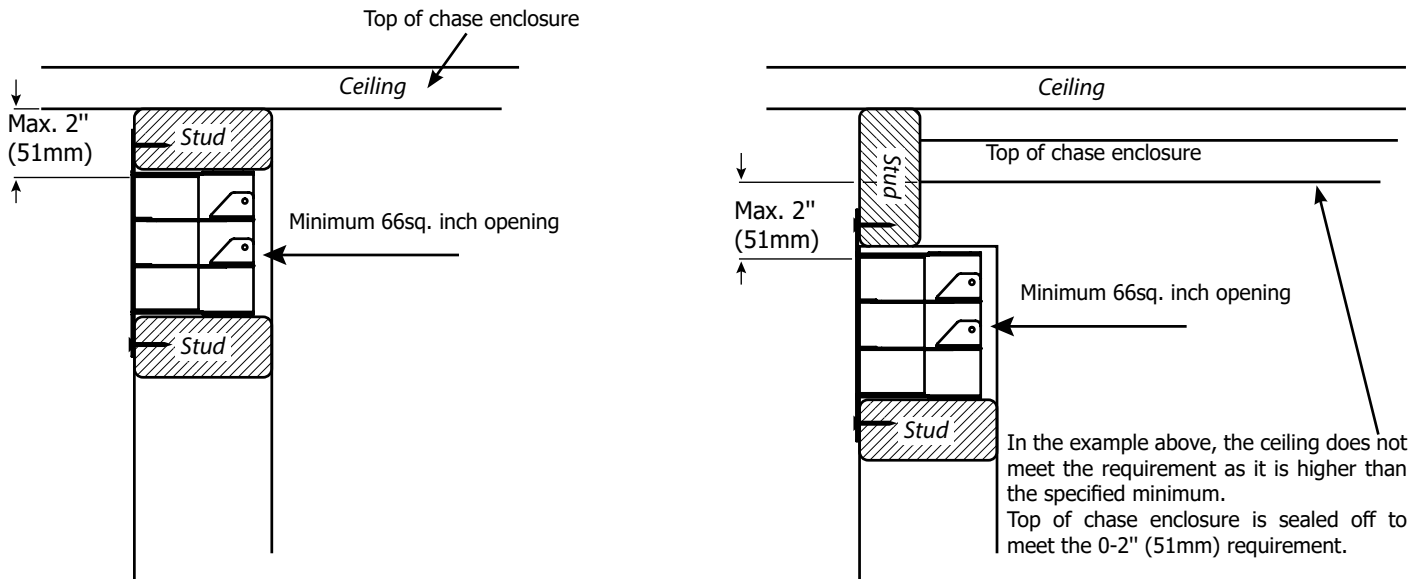 Top of chase enclosure
Ceiling
Max. 2"
(51mm)
Stud
Minimum 66sq. inch opening
Stud
Ceiling
Top of chase enclosure
Stud
Max. 2"
(51mm)
Minimum 66sq. inch opening
Stud
In the example above, the ceiling does not
meet the requirement as it is higher than
the specified minimum.
Top of chase enclosure is sealed off to
meet the 0-2" (51mm) requirement.